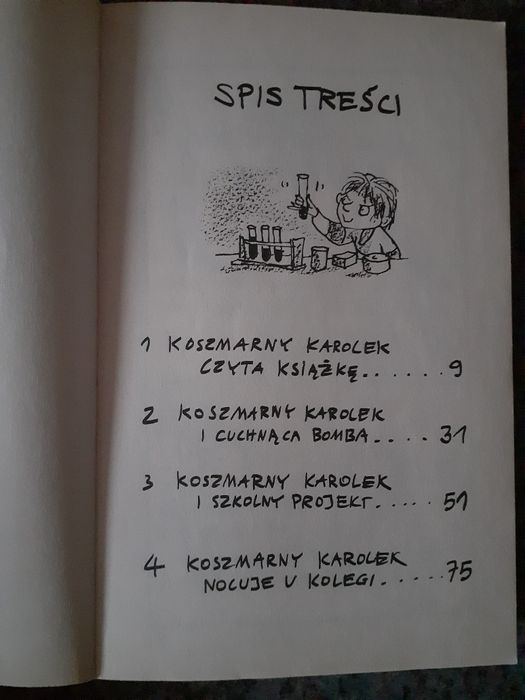 SPIS TREŚCI
1 KOSZMARNY KAROLEK
CZYTA KSIĄŻKĘ. . . . . . . 9
2 KOSZMARNY KAROLEK
I CUCHNĄCA BOMBA. . . . 31
3 KOSZMARNY KAROLEK
I SZKOLNY PROJEKT. . . . . 51
4 KOSZMARNY KAROLEK
NOCUJE U KOLEGI. . . . . . 75